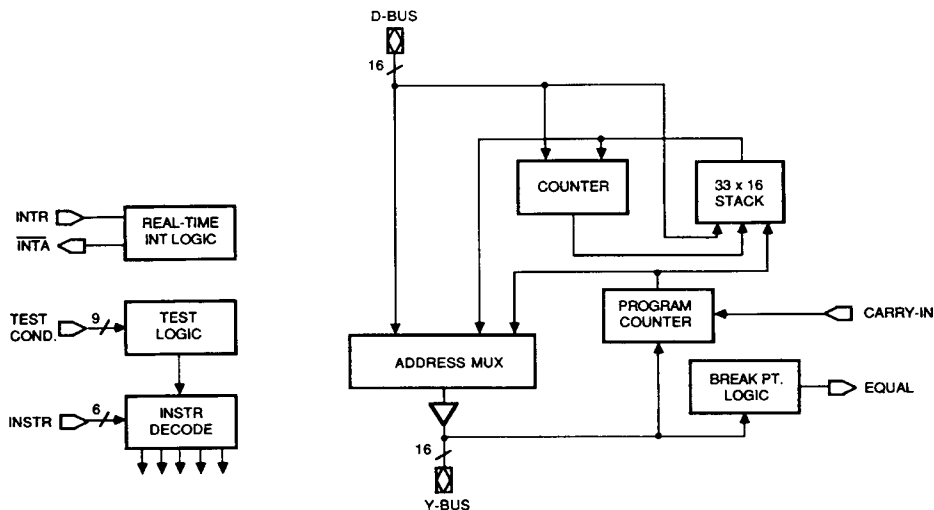 D-BUS
16
COUNTER
33 x 16
STACK
INTR
INTA
REAL-TIME
INT LOGIC
TEST
COND.
9
TEST
LOGIC
PROGRAM
COUNTER
CARRY-IN
ADDRESS MUX
BREAK PT.
LOGIC
EQUAL
INSTR
6
INSTR
DECODE
16
Y-BUS